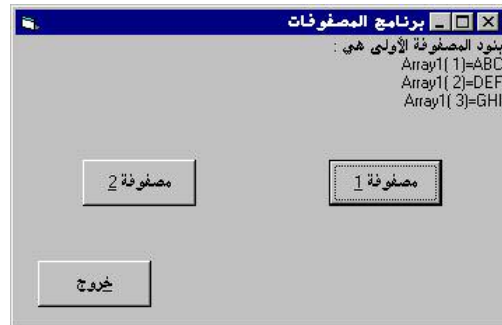 برنامج المصفوفات
بنود المصفوفة الأولى هي :
Array1( 1)=ABC
Array1( 2)=DEF
Array1( 3)=GHI
مصفوفة 1
مصفوفة 2
خروج